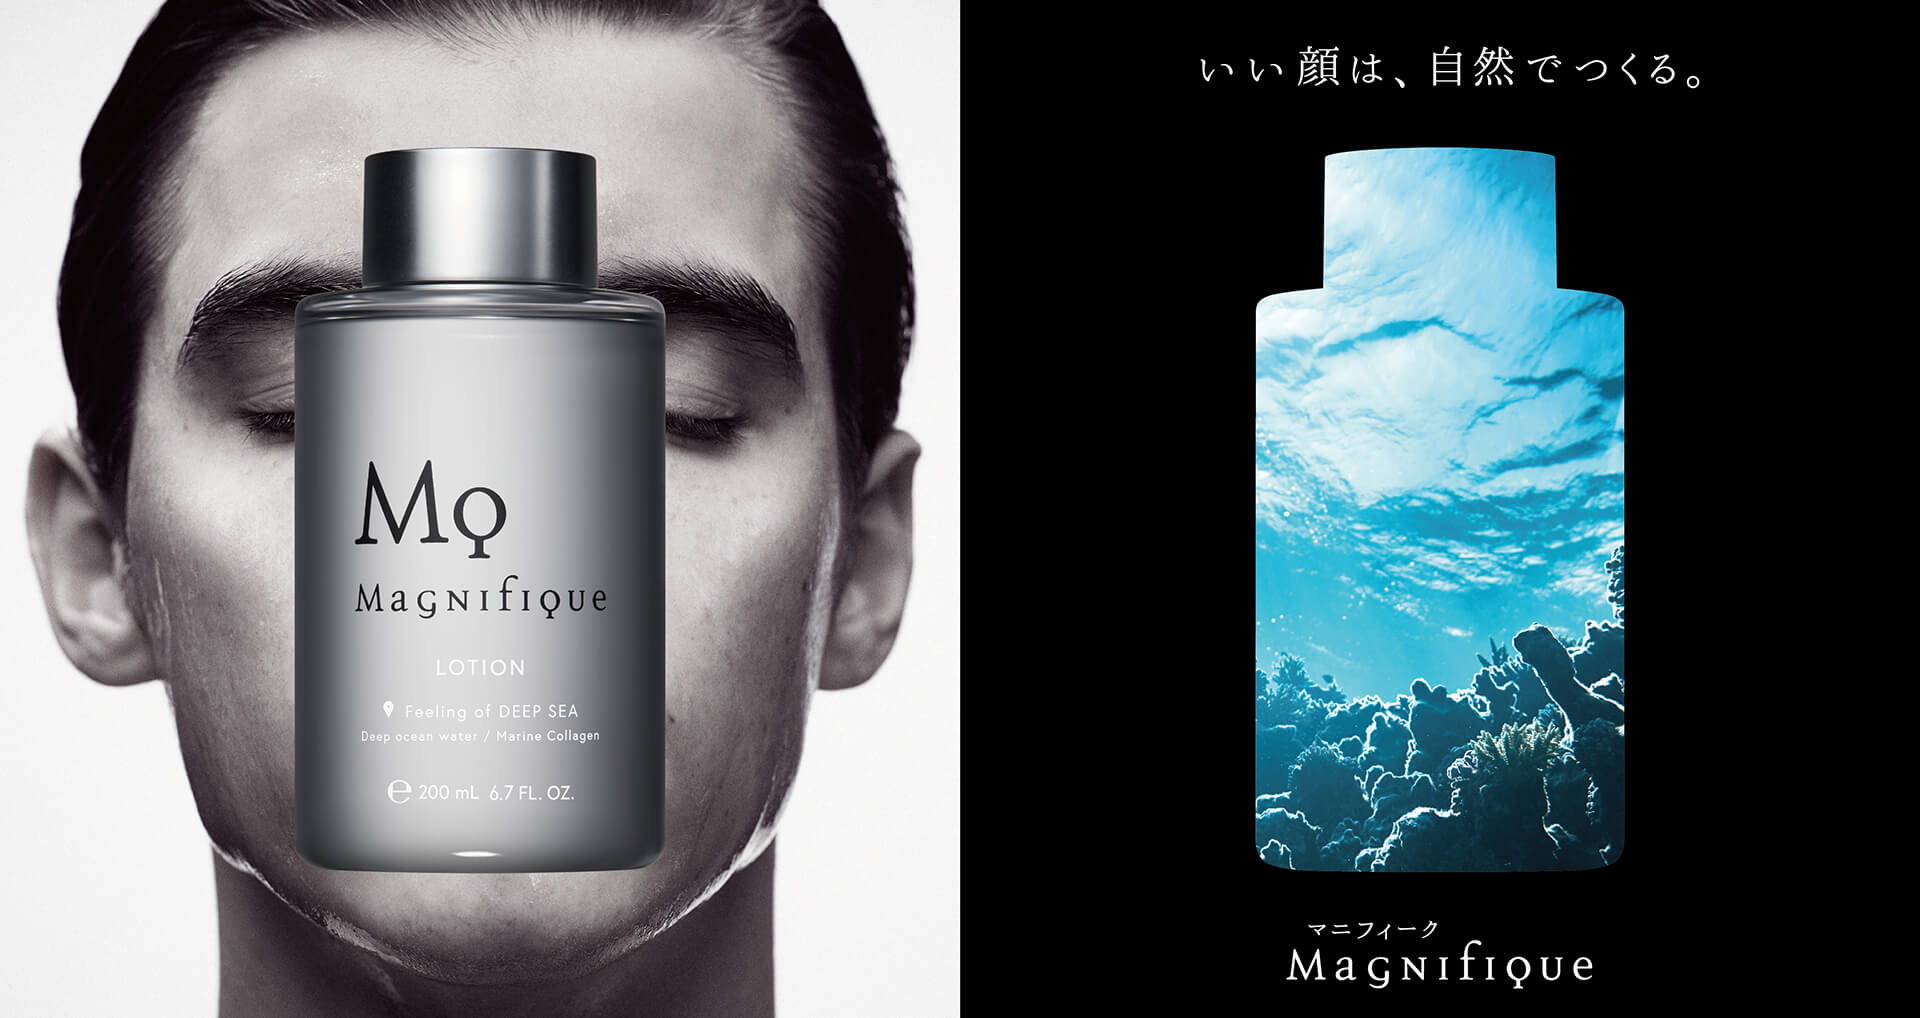 Mq
Magnifique
LOTION
Feeling of DEEP SEA
Deep ocean water / Marine Collagen
℮ 200 mL 6.7 FL. OZ.
いい顔は、自然でつくる。
マニフィーク
Magnifique